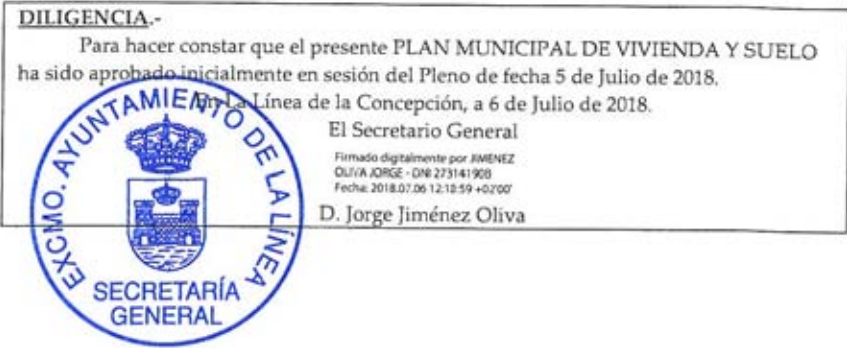 DILIGENCIA.-
Para hacer constar que el presente PLAN MUNICIPAL DE VIVIENDA Y SUELO
ha sido aprobado inicialmente en sesión del Pleno de fecha 5 de Julio de 2018.
En La Línea de la Concepción, a 6 de Julio de 2018.
El Secretario General
Firmado digitalmente por JIMENEZ
OLIVA JORGE - DNI 27314190B
Fecha: 2018.07.06 12:18:59 +02'00'
D. Jorge Jiménez Oliva
EXCMO. AYUNTAMIENTO DE LA LÍNEA
SECRETARÍA
GENERAL